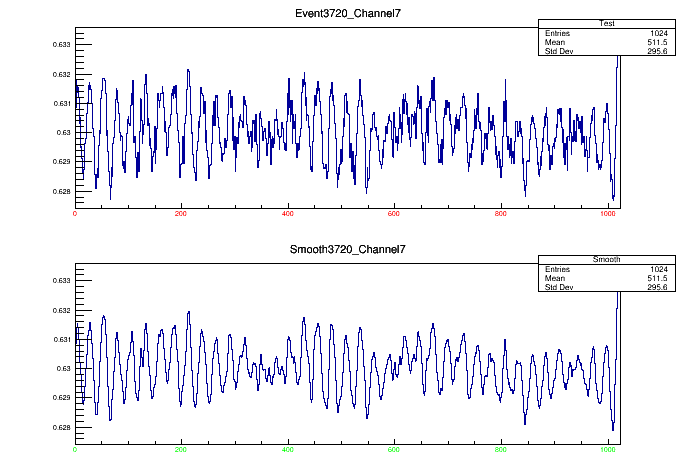 Event3720_Channel7
Test
Entries 1024
Mean 511.5
Std Dev 295.6
0.633
0.632
0.631
0.63
0.629
0.628
0 200 400 600 800 1000
Smooth3720_Channel7
Smooth
Entries 1024
Mean 511.5
Std Dev 295.6
0.633
0.632
0.631
0.63
0.629
0.628
0 200 400 600 800 1000